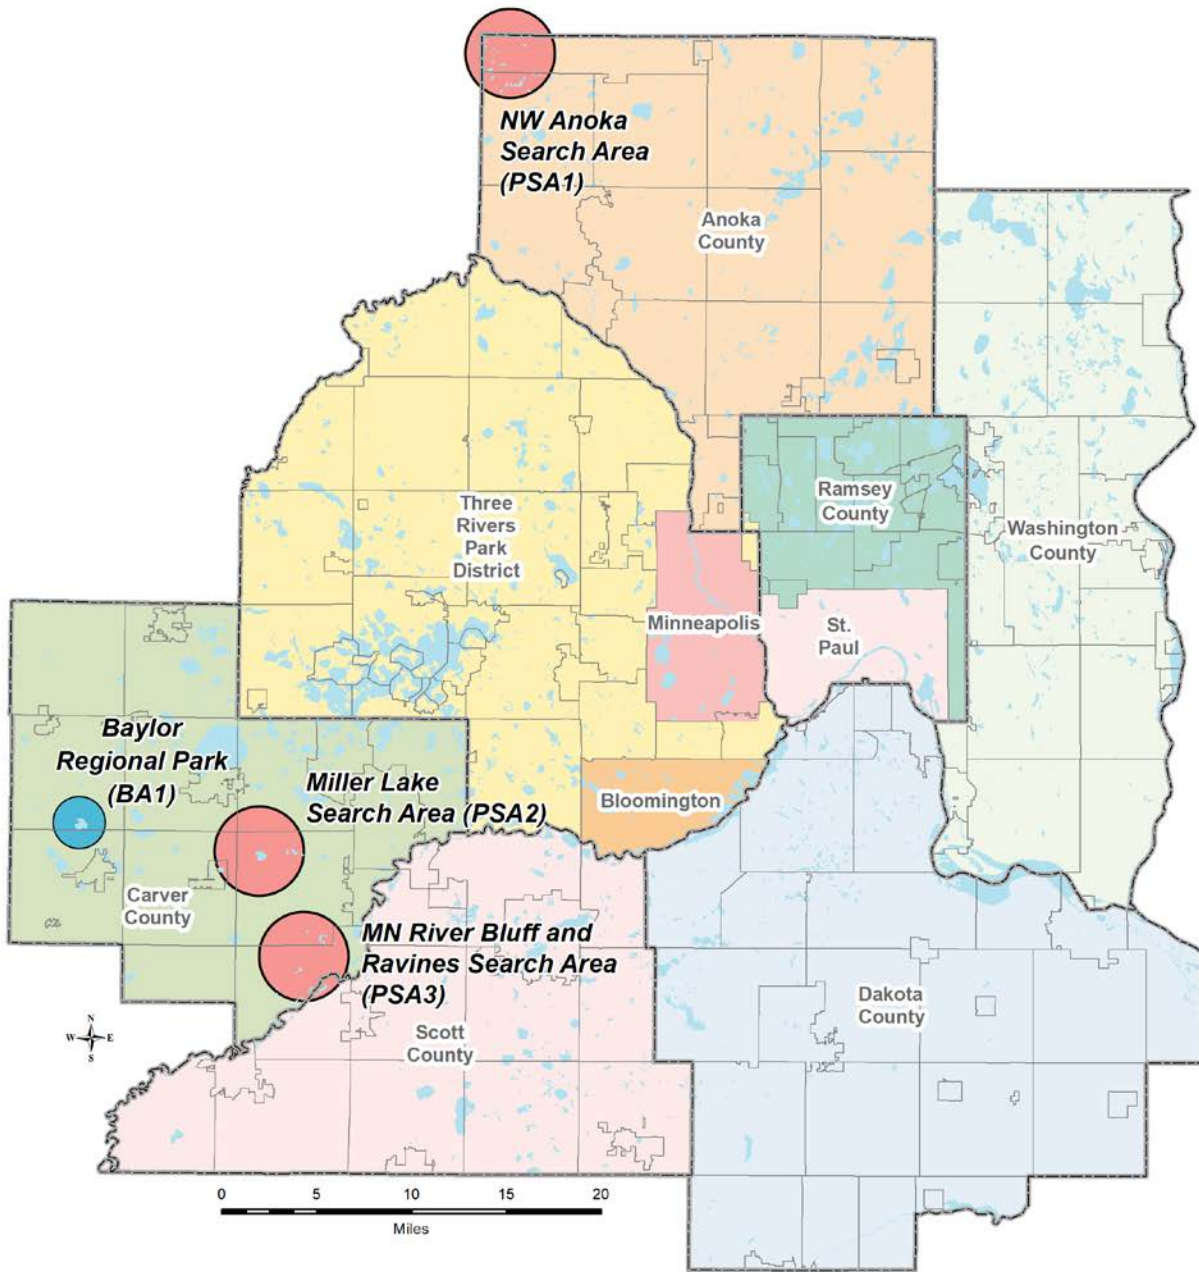 NW Anoka
Search Area
(PSA1)
Anoka
County
Three
Rivers
Park
District
Ramsey
County
Washington
County
Minneapolis
St.
Paul
Baylor
Regional Park
(BA1)
Miller Lake
Search Area (PSA2)
Bloomington
Carver
County
MN River Bluff and
Ravines Search Area
(PSA3)
Dakota
County
Scott
County
N
W E
S
0 5 10 15 20
Miles